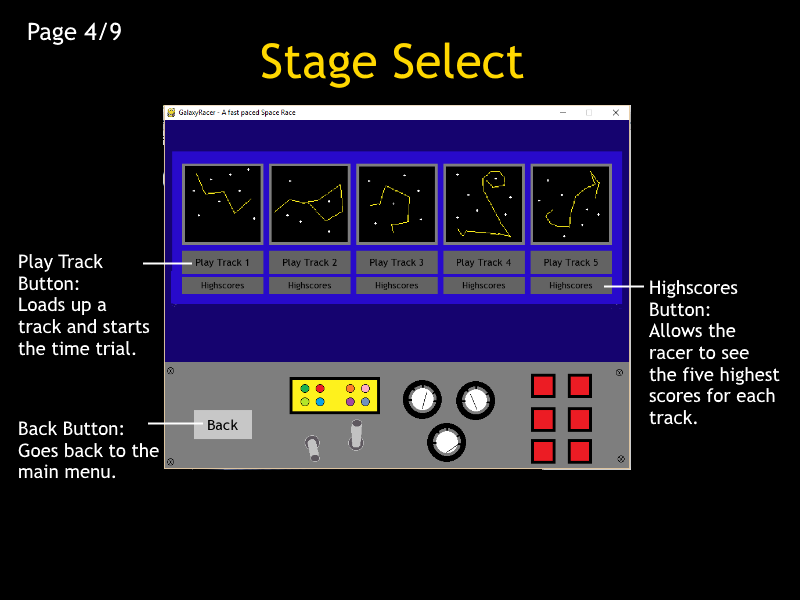 Page 4/9
Stage Select
GalaxyRacer - A fast paced Space Race
Play Track 1
Play Track 2
Play Track 3
Play Track 4
Play Track 5
Highscores
Highscores
Highscores
Highscores
Highscores
Play Track
Button:
Loads up a
track and starts
the time trial.
Highscores
Button:
Allows the
racer to see
the five highest
scores for each
track.
Back
Back Button:
Goes back to the
main menu.